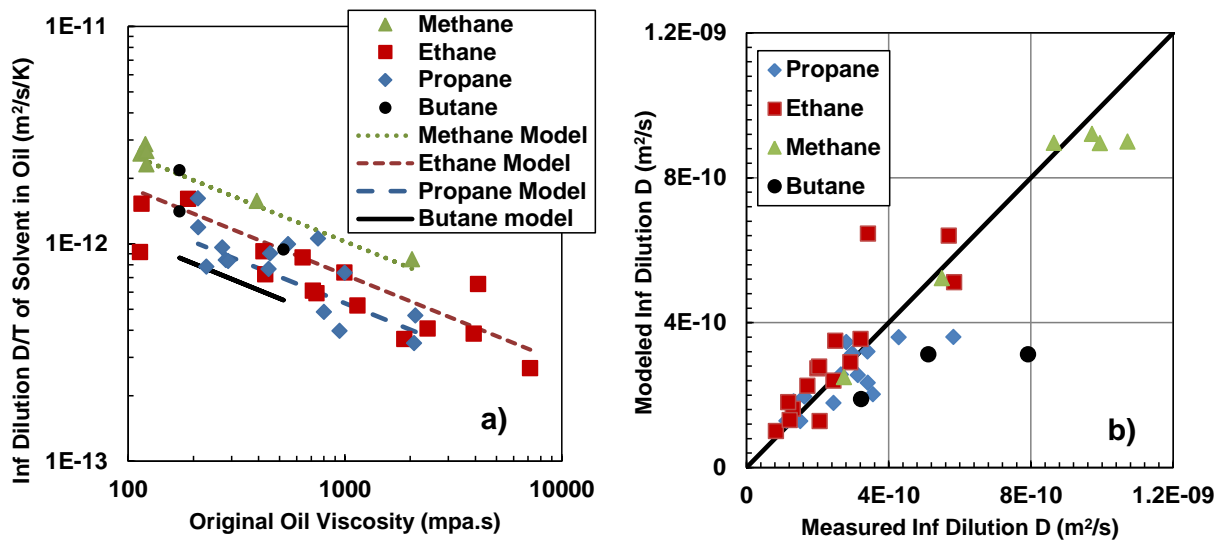 1E-11
1E-12
1E-13
Inf Dilution D/T of Solvent in Oil (m²/s/K)
Methane
Ethane
Propane
Butane
Methane Model
Ethane Model
Propane Model
Butane model
a)
100
1000
10000
Original Oil Viscosity (mpa.s)
1.2E-09
8E-10
4E-10
0
Modeled Inf Dilution D (m²/s)
Propane
Ethane
Methane
Butane
b)
0
4E-10
8E-10
1.2E-09
Measured Inf Dilution D (m²/s)